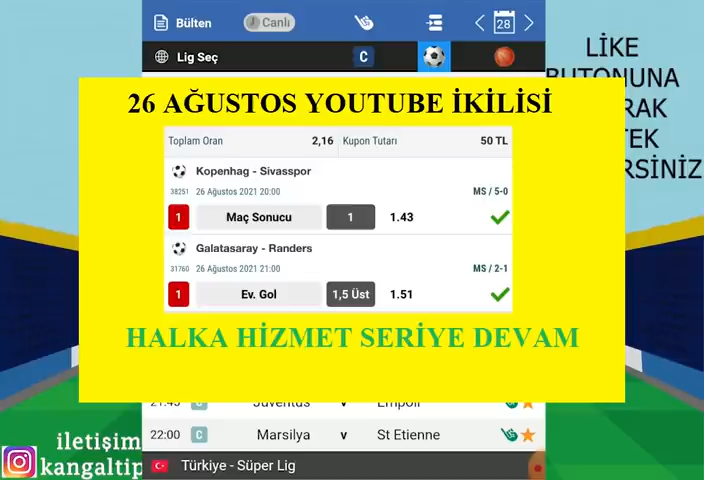 Bülten
Canlı
28
Lig Seç
C
LİKE
BUTONUNA
26 AĞUSTOS YOUTUBE İKİLİSİ
Toplam Oran 2,16 Kupon Tutarı 50 TL
Kopenhag - Sivasspor
38251 26 Ağustos 2021 20:00 MS / 5-0
1 Maç Sonucu 1 1.43
Galatasaray - Randers
31760 26 Ağustos 2021 21:00 MS / 2-1
1 Ev. Gol 1,5 Üst 1.51
HALKA HİZMET SERİYE DEVAM
21:45 C Juventus v Empoli
22:00 C Marsilya v St Etienne
Türkiye - Süper Lig
iletişim
kangaltip